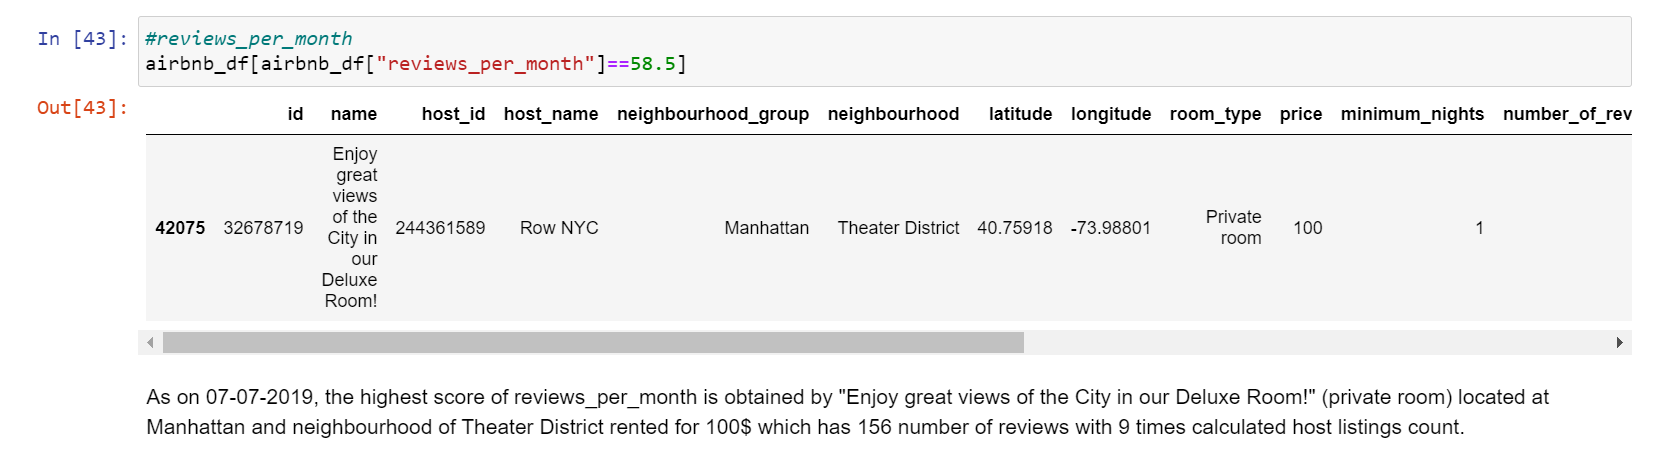 In [43]: #reviews_per_month
airbnb_df[airbnb_df["reviews_per_month"]==58.5]
Out[43]:
id name host_id host_name neighbourhood_group neighbourhood latitude longitude room_type price minimum_nights number_of_rev
Enjoy
great
views
of the
42075 32678719 City in 244361589 Row NYC Manhattan Theater District 40.75918 -73.98801 Private room 100 1
our
Deluxe
Room!
As on 07-07-2019, the highest score of reviews_per_month is obtained by "Enjoy great views of the City in our Deluxe Room!" (private room) located at
Manhattan and neighbourhood of Theater District rented for 100$ which has 156 number of reviews with 9 times calculated host listings count.